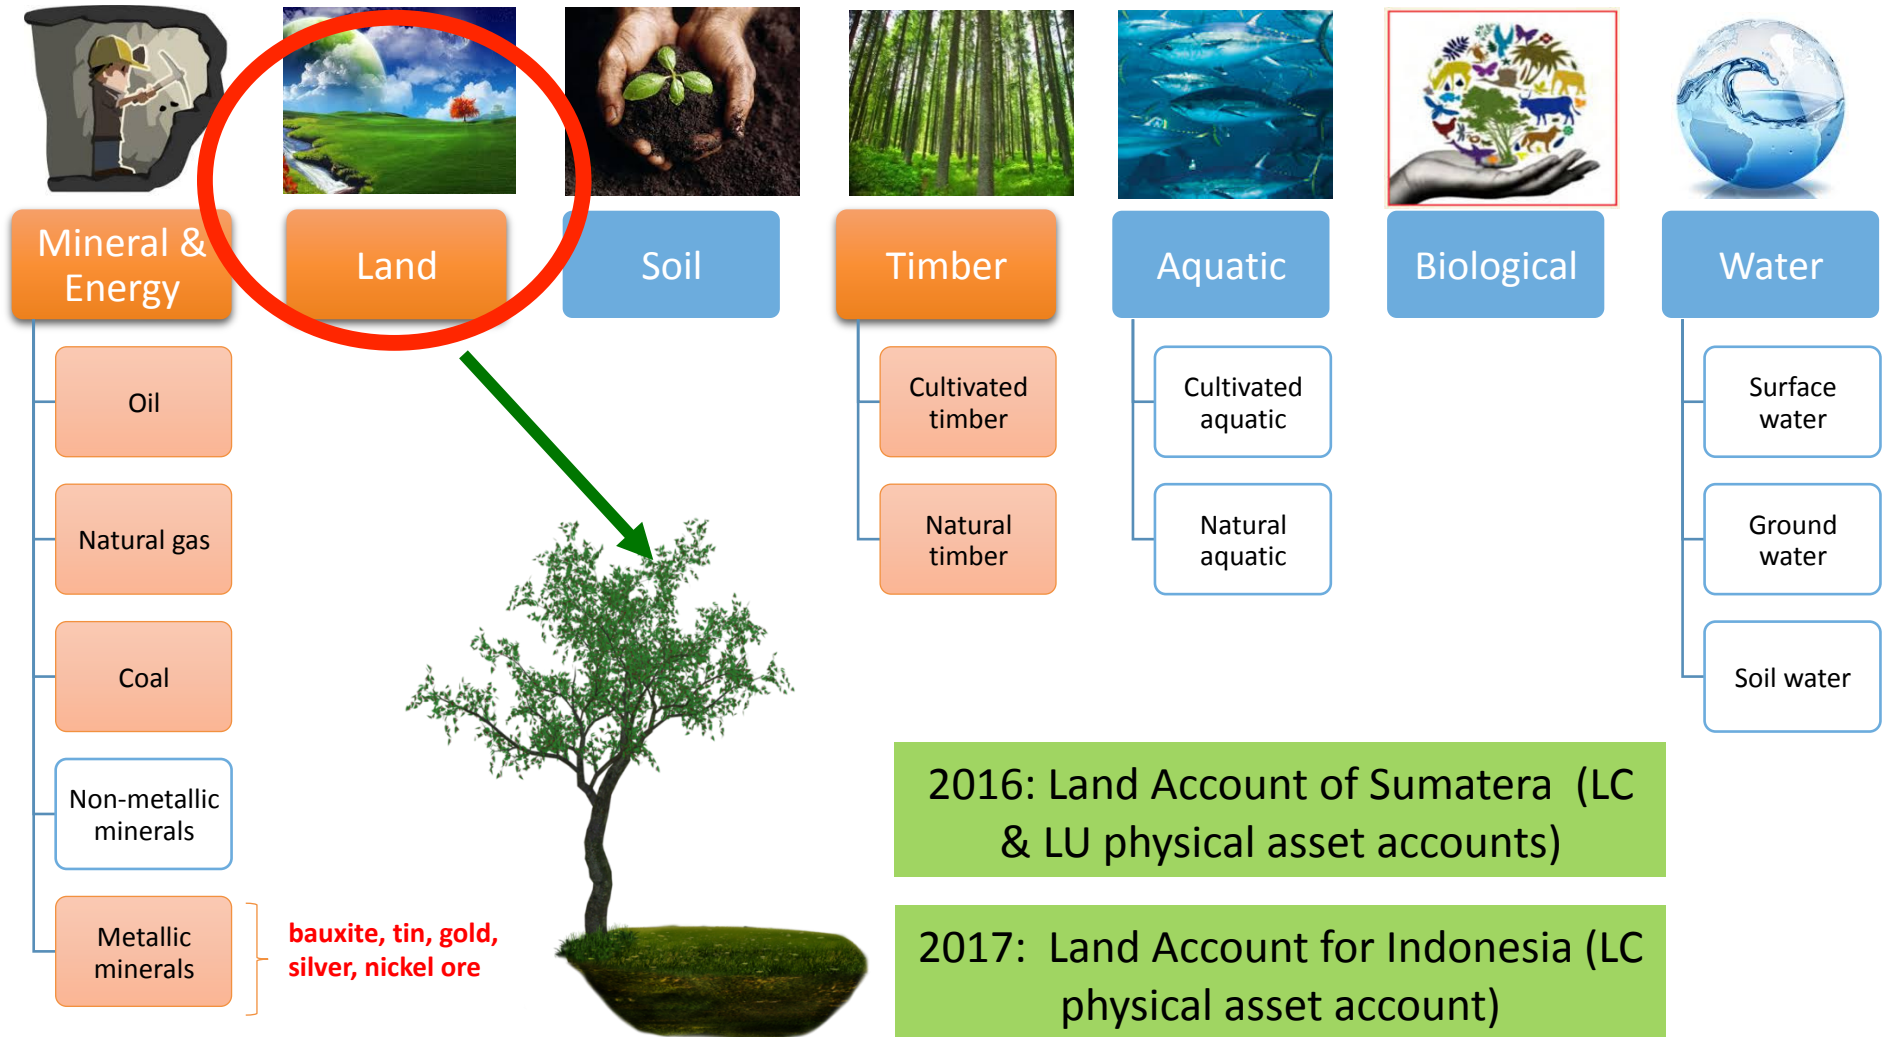 Mineral &
Energy
Land
Soil
Timber
Aquatic
Biological
Water
Oil
Natural gas
Coal
Non-metallic
minerals
Metallic
minerals
bauxite, tin, gold,
silver, nickel ore
Cultivated
timber
Natural
timber
Cultivated
aquatic
Natural
aquatic
Surface
water
Ground
water
Soil water
2016: Land Account of Sumatera (LC
& LU physical asset accounts)
2017: Land Account for Indonesia (LC
physical asset account)